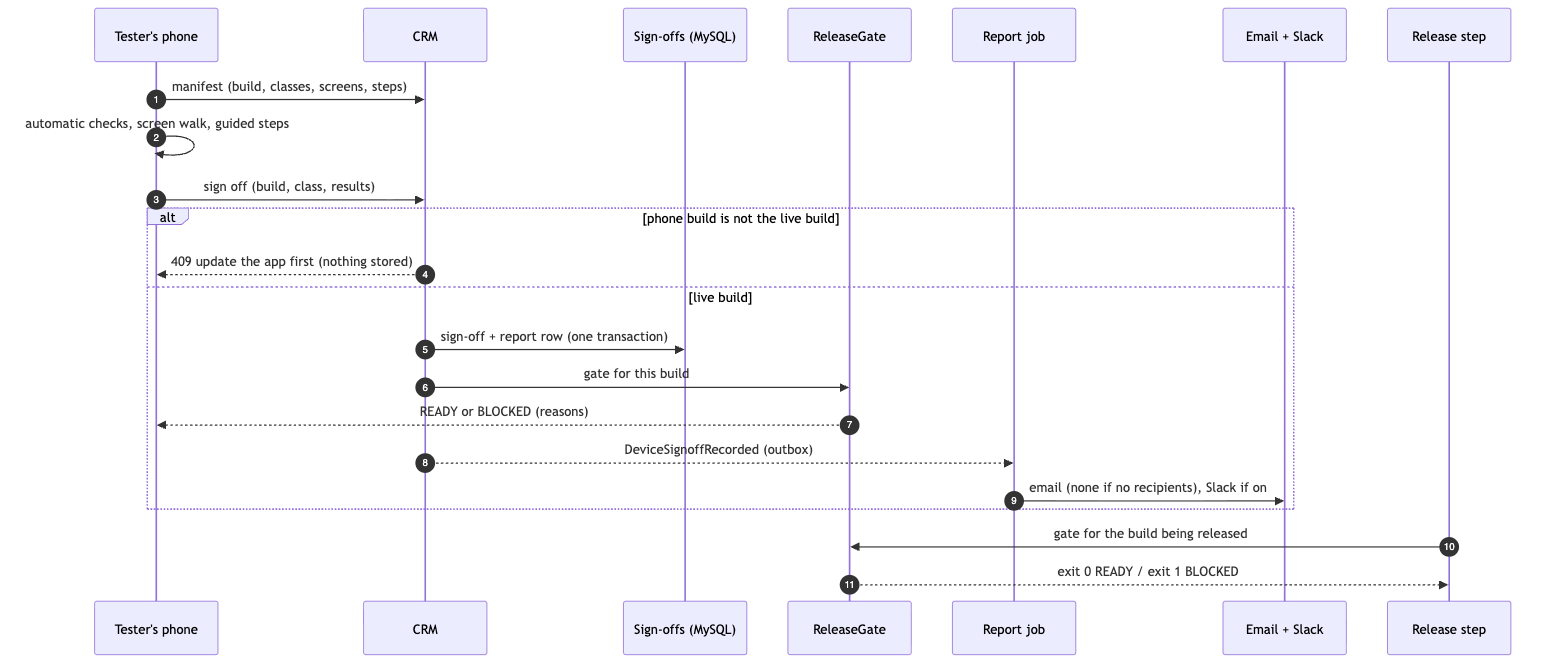 Tester's phone
CRM
Sign-offs (MySQL)
ReleaseGate
Report job
Email + Slack
Release step
manifest (build, classes, screens, steps)
1
automatic checks, screen walk, guided steps
2
sign off (build, class, results)
3
alt
[phone build is not the live build]
409 update the app first (nothing stored)
4
[live build]
sign-off + report row (one transaction)
5
gate for this build
6
READY or BLOCKED (reasons)
7
DeviceSignoffRecorded (outbox)
8
email (none if no recipients), Slack if on
9
gate for the build being released
10
exit 0 READY / exit 1 BLOCKED
11
Tester's phone
CRM
Sign-offs (MySQL)
ReleaseGate
Report job
Email + Slack
Release step